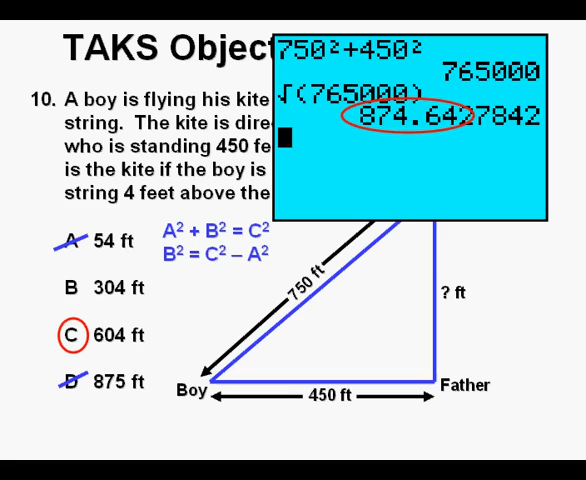 TAKS Object
750²+450²
765000
√(765000)
874.6427842
10. A boy is flying his kite
string. The kite is dire
who is standing 450 fe
is the kite if the boy is
string 4 feet above the
A 54 ft
B 304 ft
C 604 ft
D 875 ft
A² + B² = C²
B² = C² – A²
750 ft
? ft
Boy
450 ft
Father